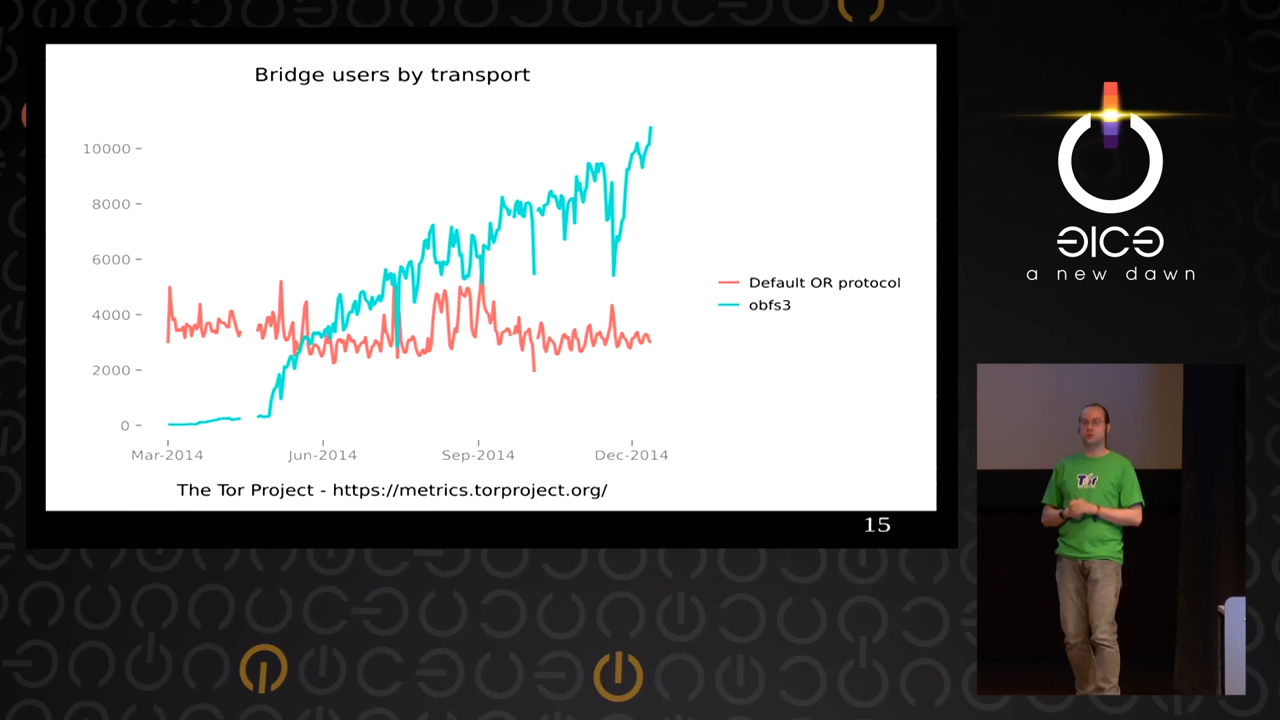 Bridge users by transport
10000
8000
6000
4000
2000
0
Mar-2014
Jun-2014
Sep-2014
Dec-2014
Default OR protocol
obfs3
The Tor Project - https://metrics.torproject.org/
15
a new dawn
Tor